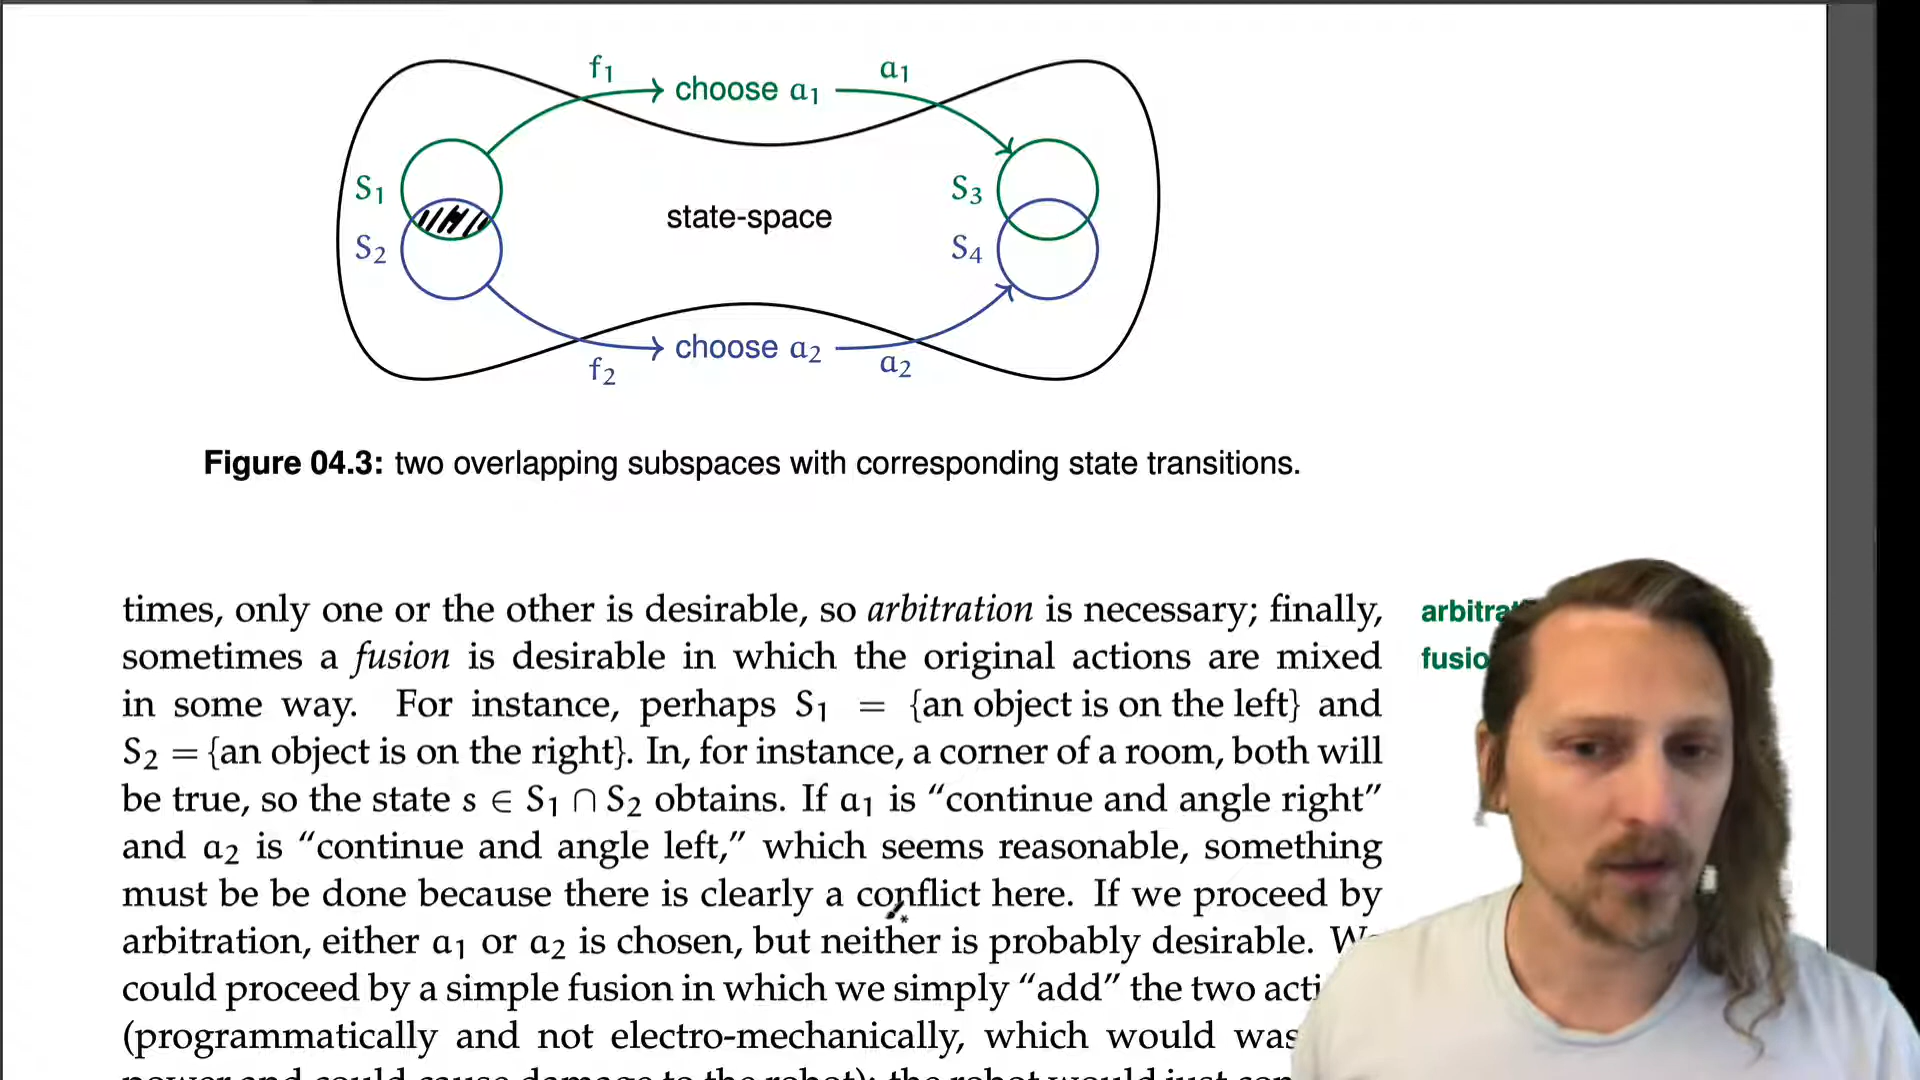 f₁ choose a₁ a₁
S₁ S₃
state-space
S₂ S₄
choose a₂
f₂ a₂
Figure 04.3: two overlapping subspaces with corresponding state transitions.
times, only one or the other is desirable, so arbitration is necessary; finally,
sometimes a fusion is desirable in which the original actions are mixed
in some way. For instance, perhaps S₁ = {an object is on the left} and
S₂ = {an object is on the right}. In, for instance, a corner of a room, both will
be true, so the state s ∈ S₁ ∩ S₂ obtains. If a₁ is “continue and angle right”
and a₂ is “continue and angle left,” which seems reasonable, something
must be be done because there is clearly a conflict here. If we proceed by
arbitration, either a₁ or a₂ is chosen, but neither is probably desirable.
could proceed by a simple fusion in which we simply “add” the two
(programmatically and not electro-mechanically, which would